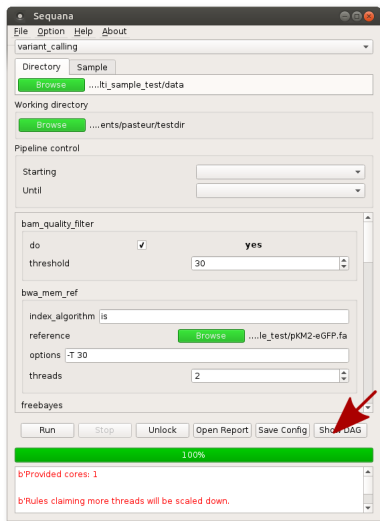 Sequana
File Option Help About
variant_calling
Directory Sample
Browse ....lti_sample_test/data
Working directory
Browse ....ents/pasteur/testdir
Pipeline control
Starting
Until
bam_quality_filter
do yes
threshold 30
bwa_mem_ref
index_algorithm is
reference Browse ....le_test/pKM2-eGFP.fa
options -T 30
threads 2
freebayes
Run Stop Unlock Open Report Save Config Show DAG
100%
b'Provided cores: 1
b'Rules claiming more threads will be scaled down.